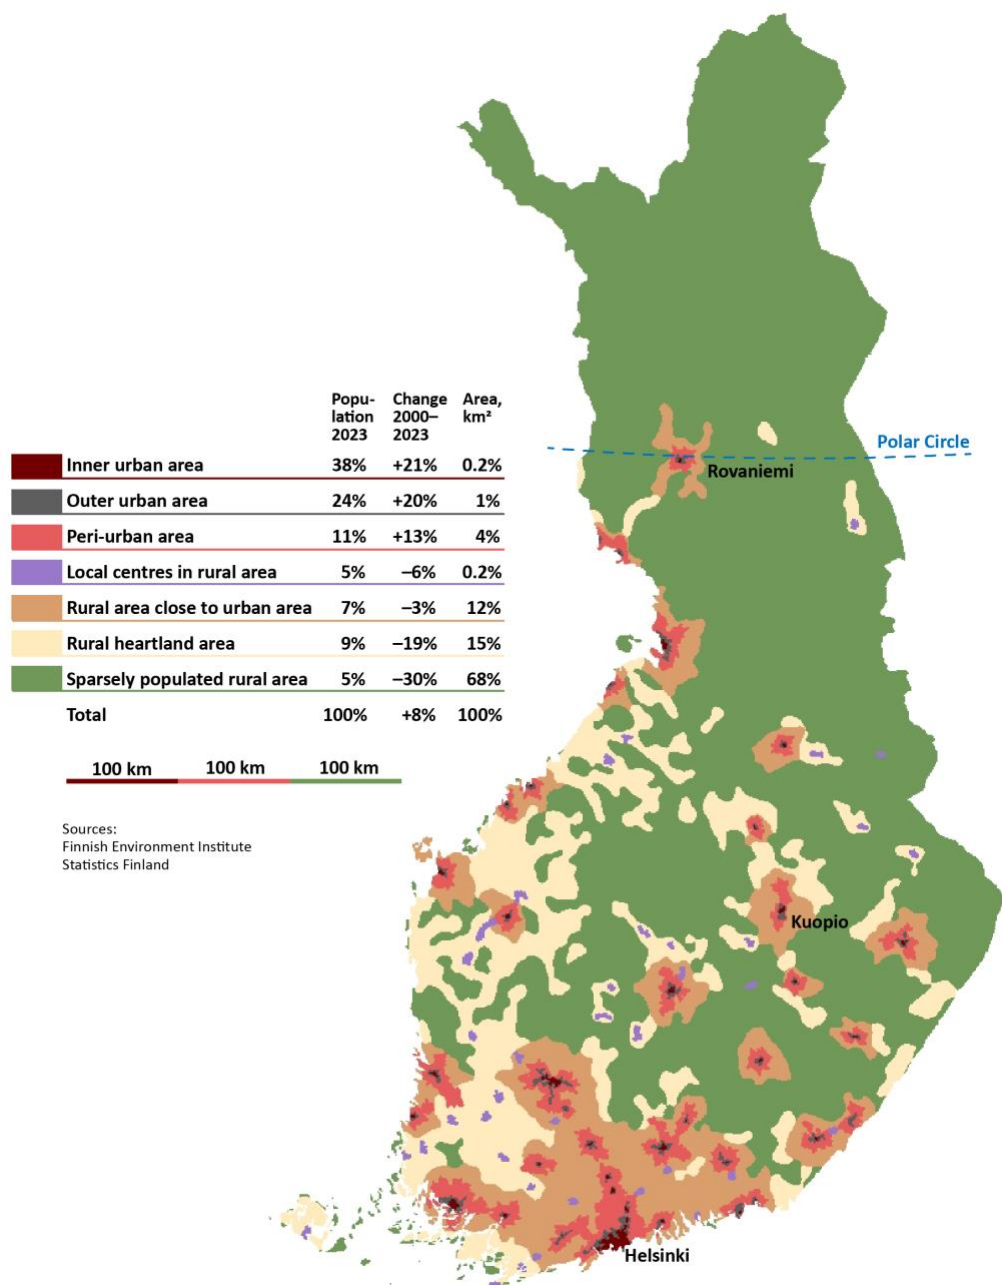 Popu-
lation
2023
Change
2000–
2023
Area,
km²
Inner urban area 38% +21% 0.2%
Outer urban area 24% +20% 1%
Peri-urban area 11% +13% 4%
Local centres in rural area 5% –6% 0.2%
Rural area close to urban area 7% –3% 12%
Rural heartland area 9% –19% 15%
Sparsely populated rural area 5% –30% 68%
Total 100% +8% 100%
100 km 100 km 100 km
Sources:
Finnish Environment Institute
Statistics Finland
Polar Circle
Rovaniemi
Kuopio
Helsinki